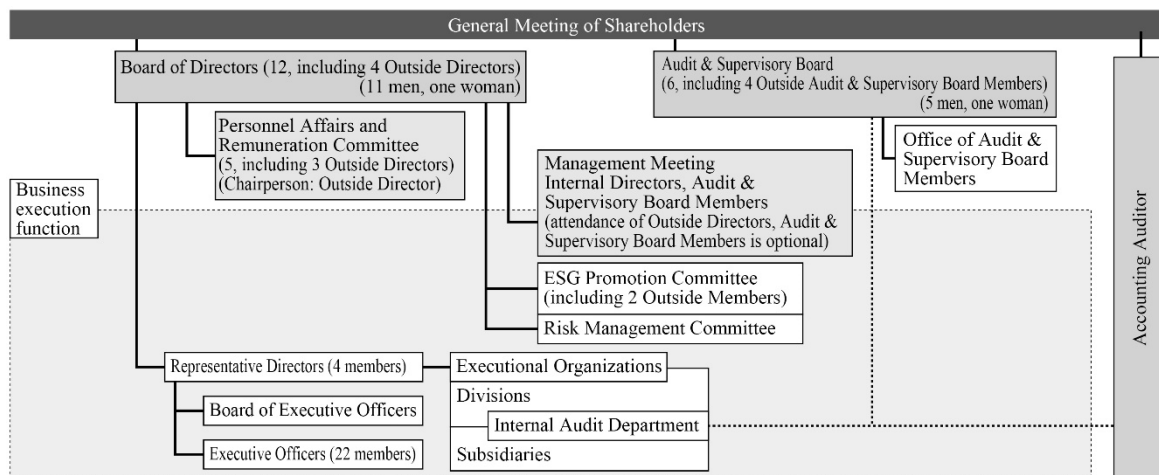 General Meeting of Shareholders
Board of Directors (12, including 4 Outside Directors)
(11 men, one woman)
Audit & Supervisory Board
(6, including 4 Outside Audit & Supervisory Board Members)
(5 men, one woman)
Personnel Affairs and
Remuneration Committee
(5, including 3 Outside Directors)
(Chairperson: Outside Director)
Office of Audit &
Supervisory Board
Members
Management Meeting
Internal Directors, Audit &
Supervisory Board Members
(attendance of Outside Directors, Audit &
Supervisory Board Members is optional)
Business
execution
function
ESG Promotion Committee
(including 2 Outside Members)
Risk Management Committee
Accounting Auditor
Representative Directors (4 members)
Executional Organizations
Divisions
Board of Executive Officers
Internal Audit Department
Executive Officers (22 members)
Subsidiaries